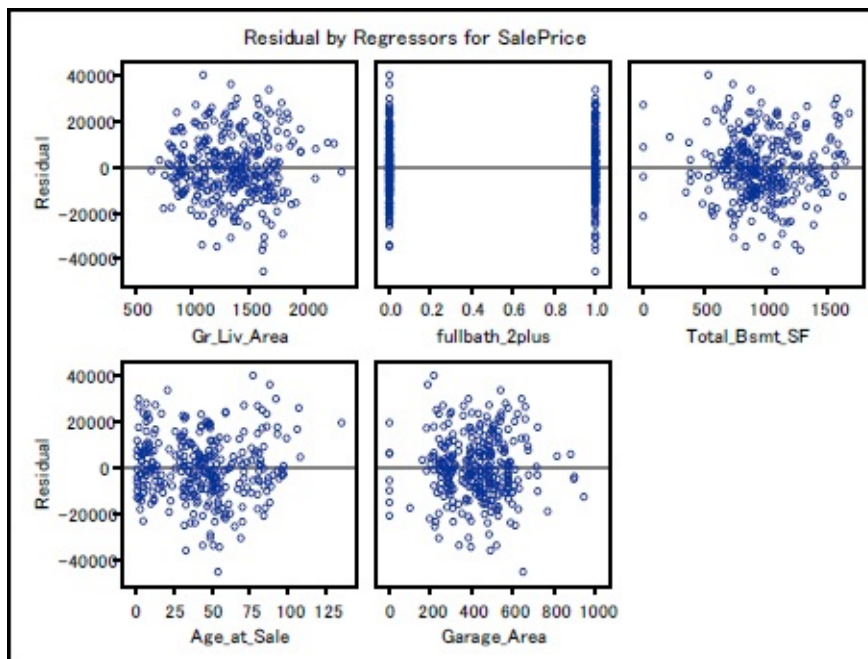 Residual by Regressors for SalePrice
40000
20000
0
-20000
-40000
Residual
500 1000 1500 2000
Gr_Liv_Area
0.0 0.2 0.4 0.6 0.8 1.0
fullbath_2plus
0 500 1000 1500
Total_Bsmt_SF
40000
20000
0
-20000
-40000
Residual
0 25 50 75 100 125
Age_at_Sale
0 200 400 600 800 1000
Garage_Area